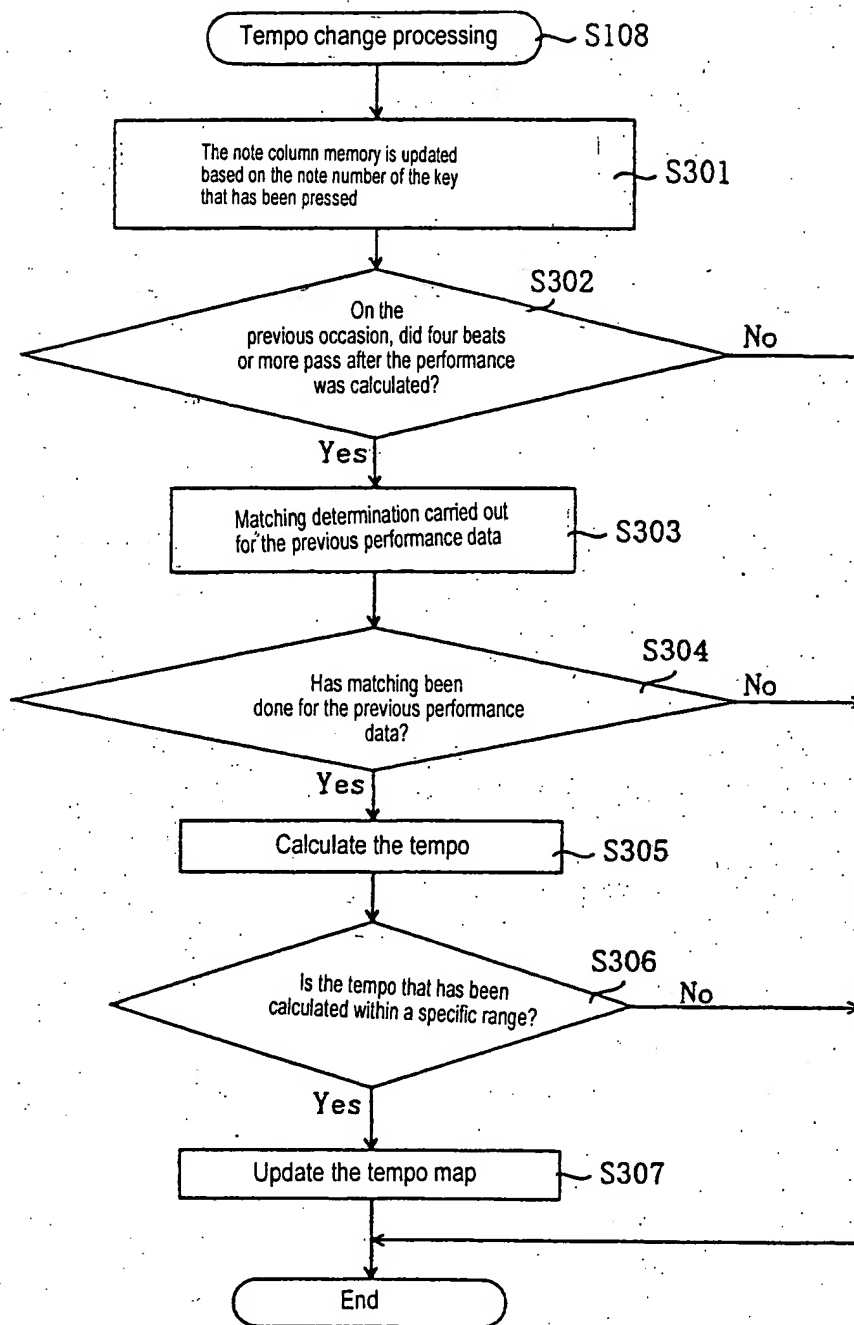 Tempo change processing
S108
The note column memory is updated
based on the note number of the key
that has been pressed
S301
S302
On the
previous occasion, did four beats
or more pass after the performance
was calculated?
No
Yes
Matching determination carried out
for the previous performance data
S303
S304
Has matching been
done for the previous performance
data?
No
Yes
Calculate the tempo
S305
S306
Is the tempo that has been
calculated within a specific range?
No
Yes
Update the tempo map
S307
End